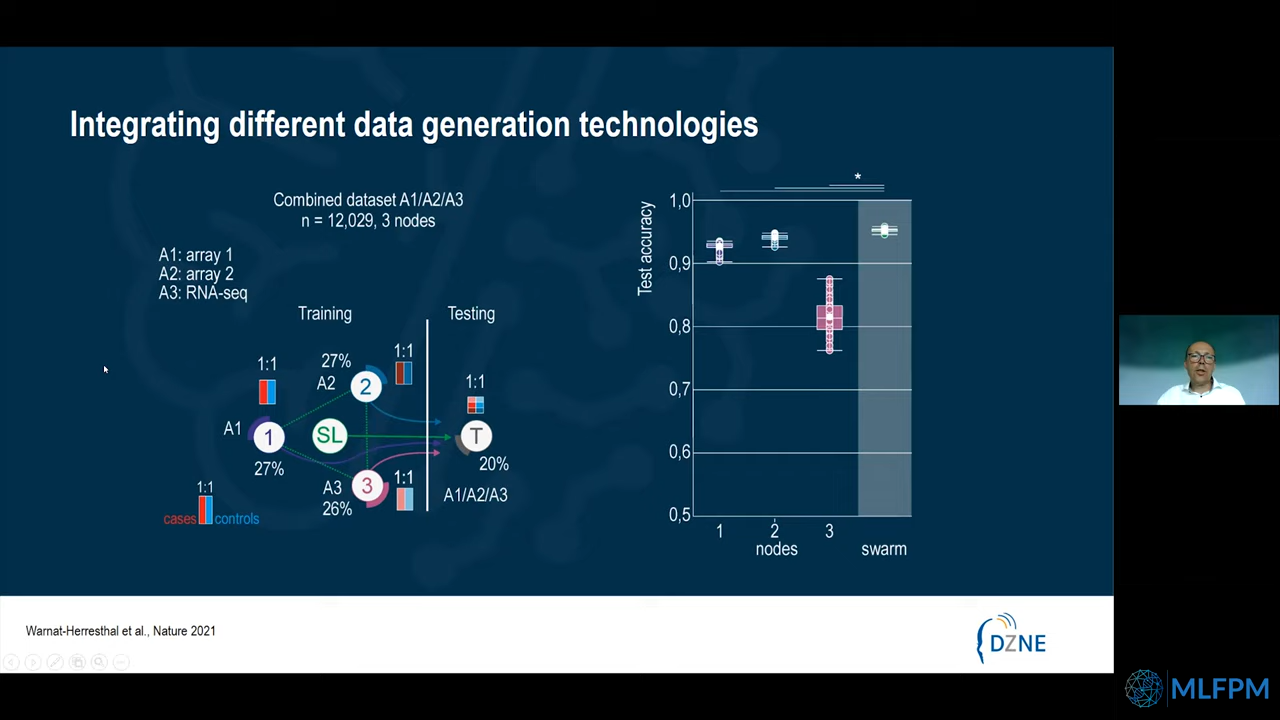 Integrating different data generation technologies
Combined dataset A1/A2/A3
n = 12,029, 3 nodes
A1: array 1
A2: array 2
A3: RNA-seq
Training
Testing
1:1
27%
A2
2
1:1
1:1
A1
1
27%
SL
T
20%
A3
26%
3
1:1
A1/A2/A3
1:1
cases
controls
*
Test accuracy
1,0
0,9
0,8
0,7
0,6
0,5
1
2
3
nodes
swarm
Warnat-Herresthal et al., Nature 2021
DZNE
MLFPM